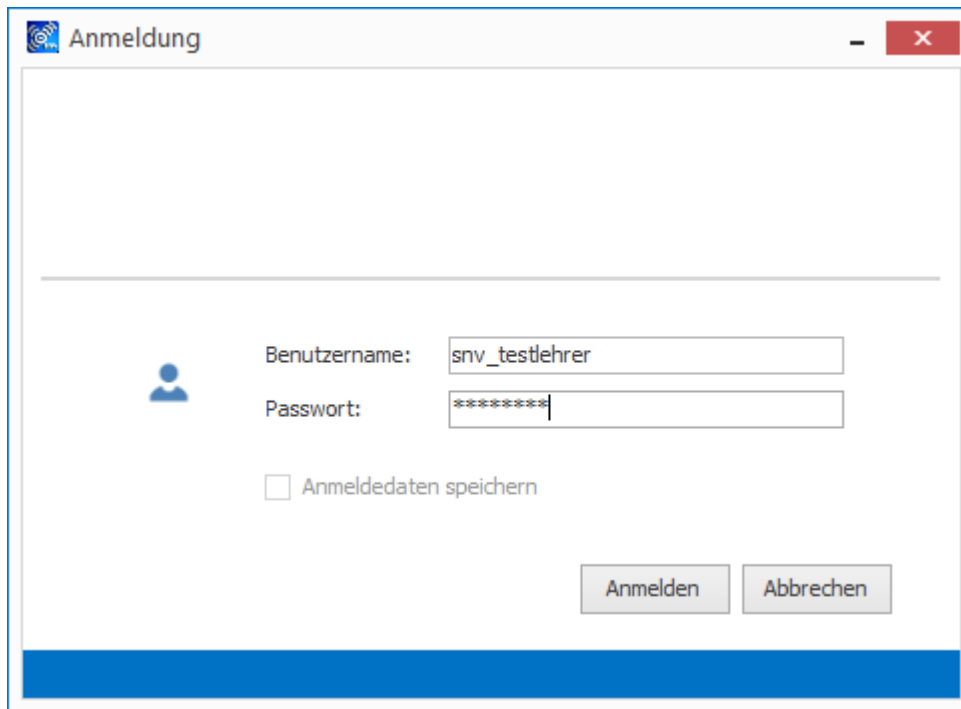 Anmeldung
Benutzername: snv_testlehrer
Passwort: ********
Anmeldedaten speichern
Anmelden Abbrechen